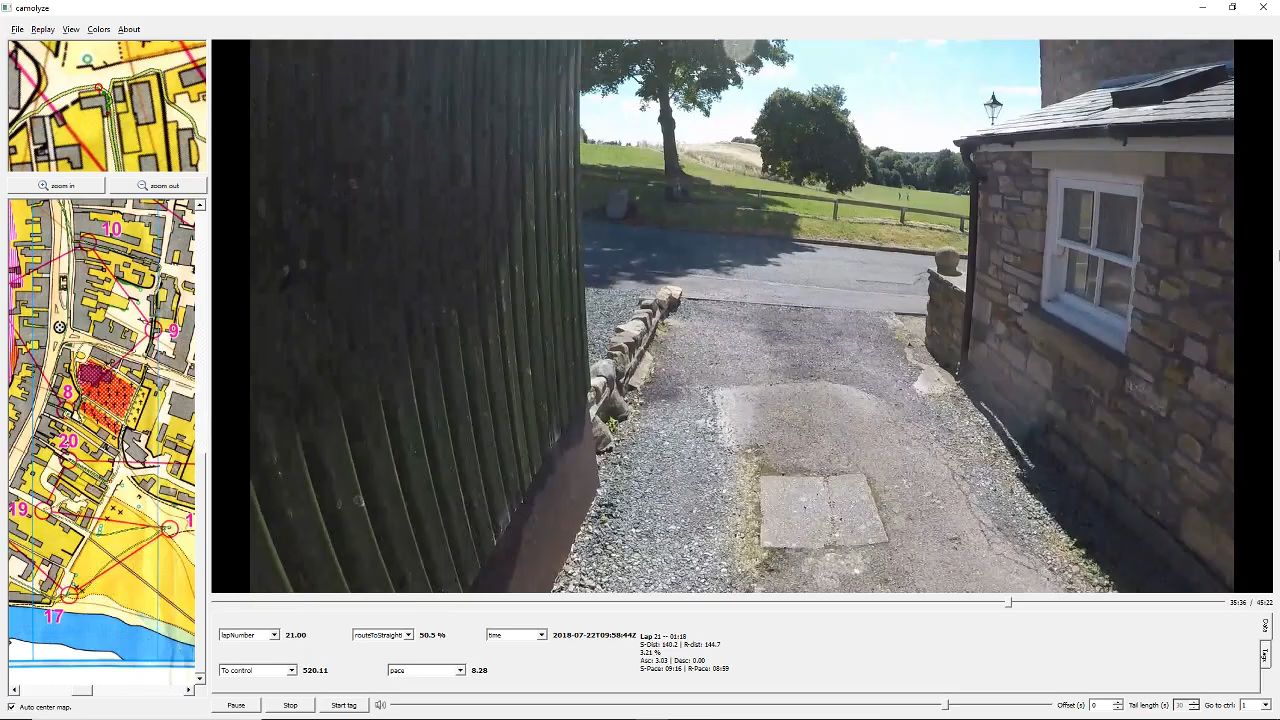 camolyze
File Replay View Colors About
zoom in zoom out
10
9
8
20
19
1
17
Auto center map.
35:36 / 45:22
lapNumber 21.00 routeToStraightl 50.5 % time 2018-07-22T09:58:44Z
To control 520.11 pace 8.28
Lap 21 -- 01:18
S-Dist: 140.2 | R-dist: 144.7
3.21 %
Asc: 3.03 | Desc: 0.00
S-Pace: 09:16 | R-Pace: 08:59
Tags
Pause Stop Start tag Offset (s) 0 Tail length (s) 30 Go to ctrl: 1